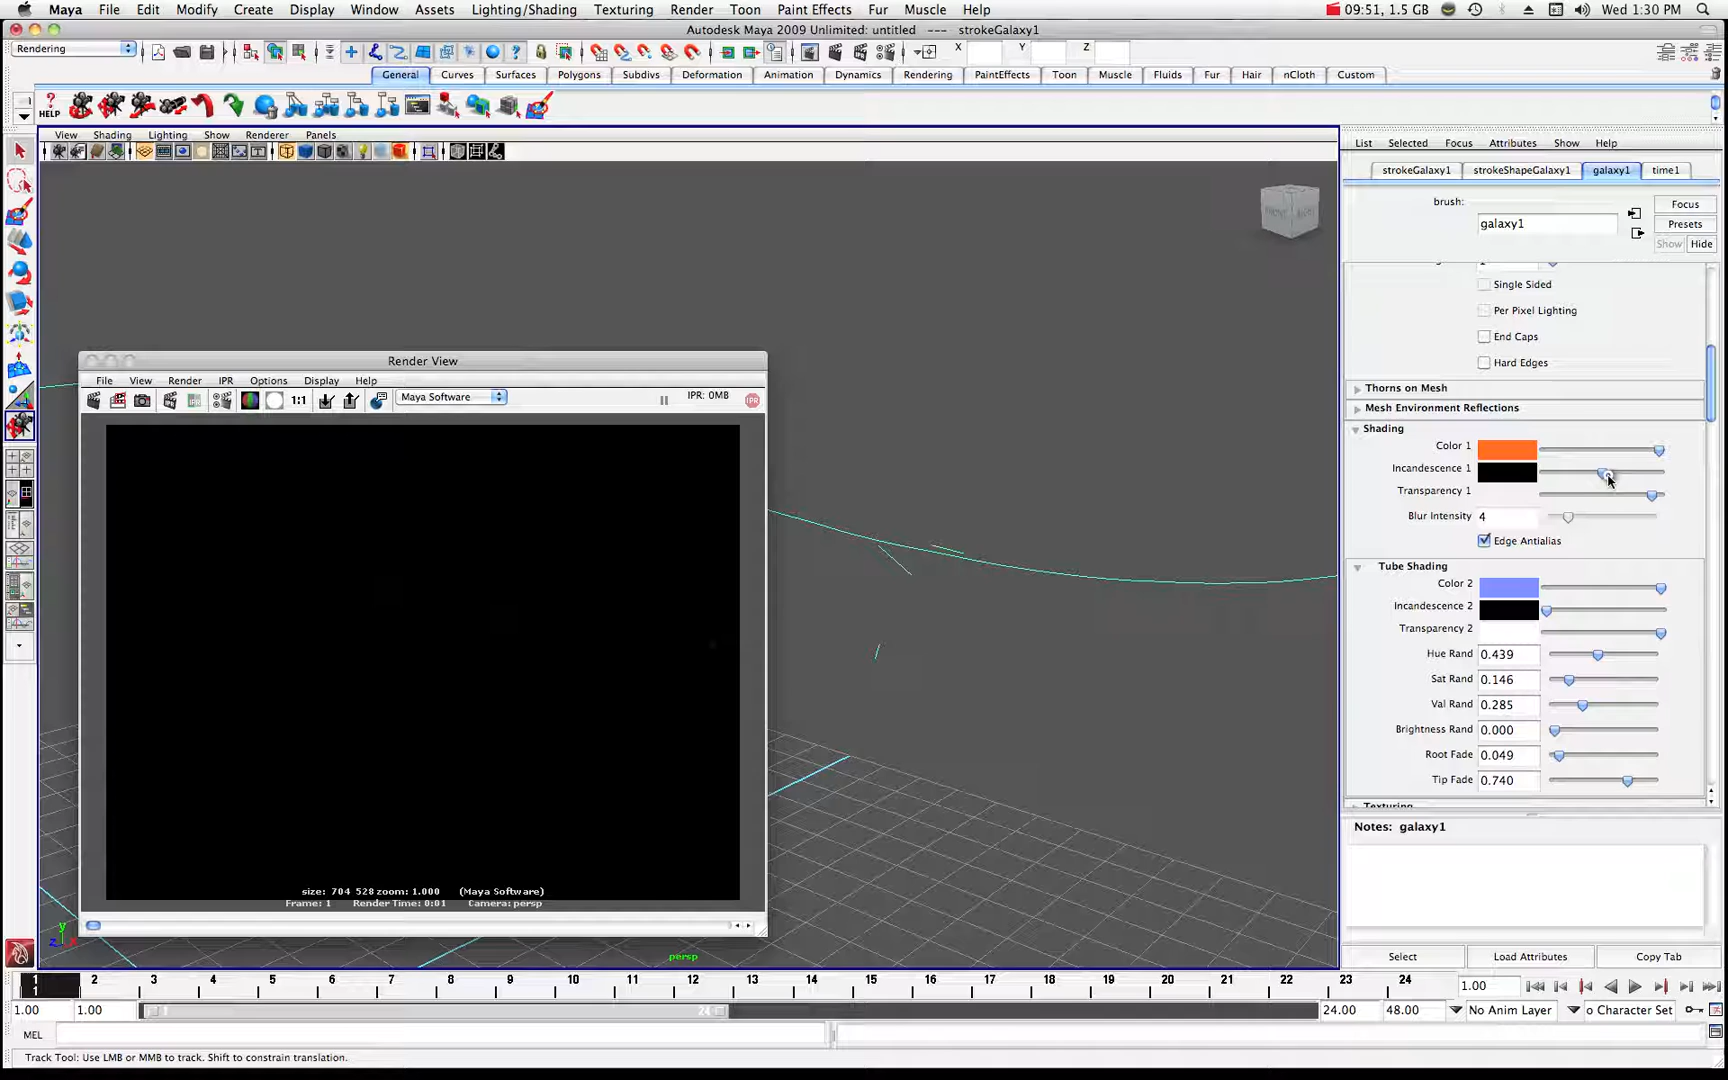 Maya File Edit Modify Create Display Window Assets Lighting/Shading Texturing Render Toon Paint Effects Fur Muscle Help 09:51, 1.5 GB Wed 1:30 PM
Autodesk Maya 2009 Unlimited: untitled --- strokeGalaxy1
Rendering X Y Z
General Curves Surfaces Polygons Subdivs Deformation Animation Dynamics Rendering PaintEffects Toon Muscle Fluids Fur Hair nCloth Custom
HELP
View Shading Lighting Show Renderer Panels
List Selected Focus Attributes Show Help
strokeGalaxy1 strokeShapeGalaxy1 galaxy1 time1
brush: galaxy1
Focus
Presets
Show Hide
Single Sided
Per Pixel Lighting
End Caps
Hard Edges
Thorns on Mesh
Mesh Environment Reflections
Shading
Color 1
Incandescence 1
Transparency 1
Blur Intensity 4
Edge Antialias
Tube Shading
Color 2
Incandescence 2
Transparency 2
Hue Rand 0.439
Sat Rand 0.146
Val Rand 0.285
Brightness Rand 0.000
Root Fade 0.049
Tip Fade 0.740
Texturing
Notes: galaxy1
Select Load Attributes Copy Tab
Render View
File View Render IPR Options Display Help
1:1 Maya Software IPR: 0MB IPR
size: 704 528 zoom: 1.000 (Maya Software)
Frame: 1 Render Time: 0:01 Camera: persp
y
z x
persp
1 2 3 4 5 6 7 8 9 10 11 12 13 14 15 16 17 18 19 20 21 22 23 24 1.00
1
1.00 1.00 24 24.00 48.00 No Anim Layer o Character Set
MEL
Track Tool: Use LMB or MMB to track. Shift to constrain translation.